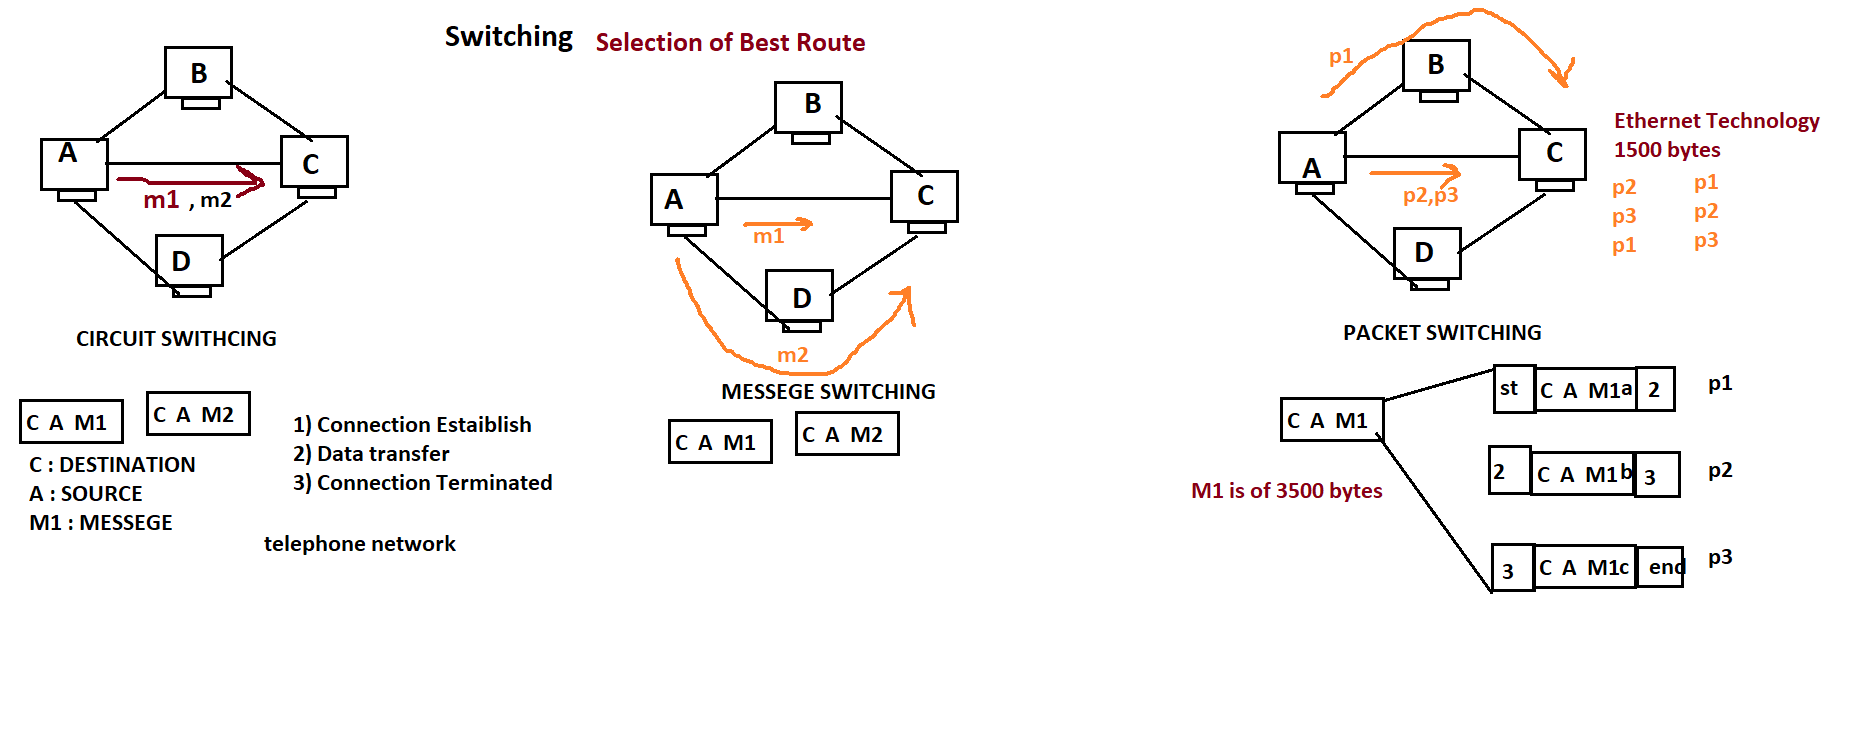 Switching Selection of Best Route
B
A
C
m1 , m2
D
CIRCUIT SWITHCING
C A M1
C A M2
C : DESTINATION
A : SOURCE
M1 : MESSEGE
1) Connection Estaiblish
2) Data transfer
3) Connection Terminated
telephone network
B
A
C
m1
D
m2
MESSEGE SWITCHING
C A M1
C A M2
p1
B
A
C
p2,p3
D
Ethernet Technology
1500 bytes
p2 p1
p3 p2
p1 p3
PACKET SWITCHING
C A M1
M1 is of 3500 bytes
st C A M1a 2 p1
2 C A M1b 3 p2
3 C A M1c end p3